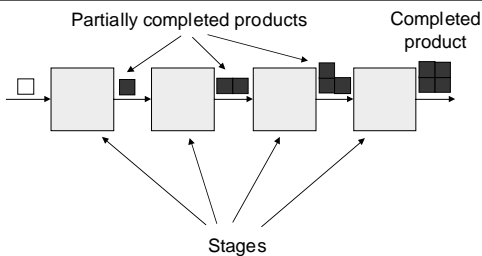 Partially completed products
Completed
product
Stages